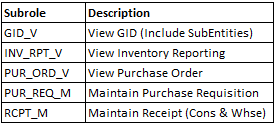 Subrole Description
GID_V View GID (Include SubEntities)
INV_RPT_V View Inventory Reporting
PUR_ORD_V View Purchase Order
PUR_REQ_M Maintain Purchase Requisition
RCPT_M Maintain Receipt (Cons & Whse)